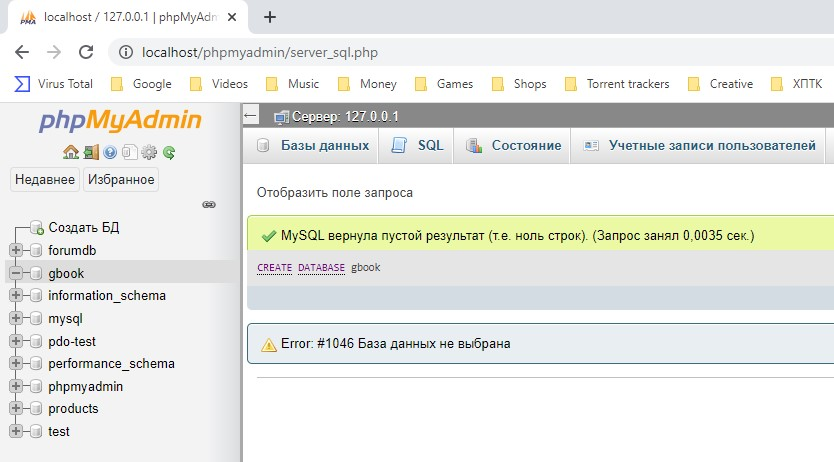 localhost / 127.0.0.1 | phpMyAdm
localhost/phpmyadmin/server_sql.php
Virus Total Google Videos Music Money Games Shops Torrent trackers Creative ХПТК
phpMyAdmin
Недавнее Избранное
Создать БД
forumdb
gbook
information_schema
mysql
pdo-test
performance_schema
phpmyadmin
products
test
Сервер: 127.0.0.1
Базы данных SQL Состояние Учетные записи пользователей
Отобразить поле запроса
MySQL вернула пустой результат (т.е. ноль строк). (Запрос занял 0,0035 сек.)
CREATE DATABASE gbook
Error: #1046 База данных не выбрана